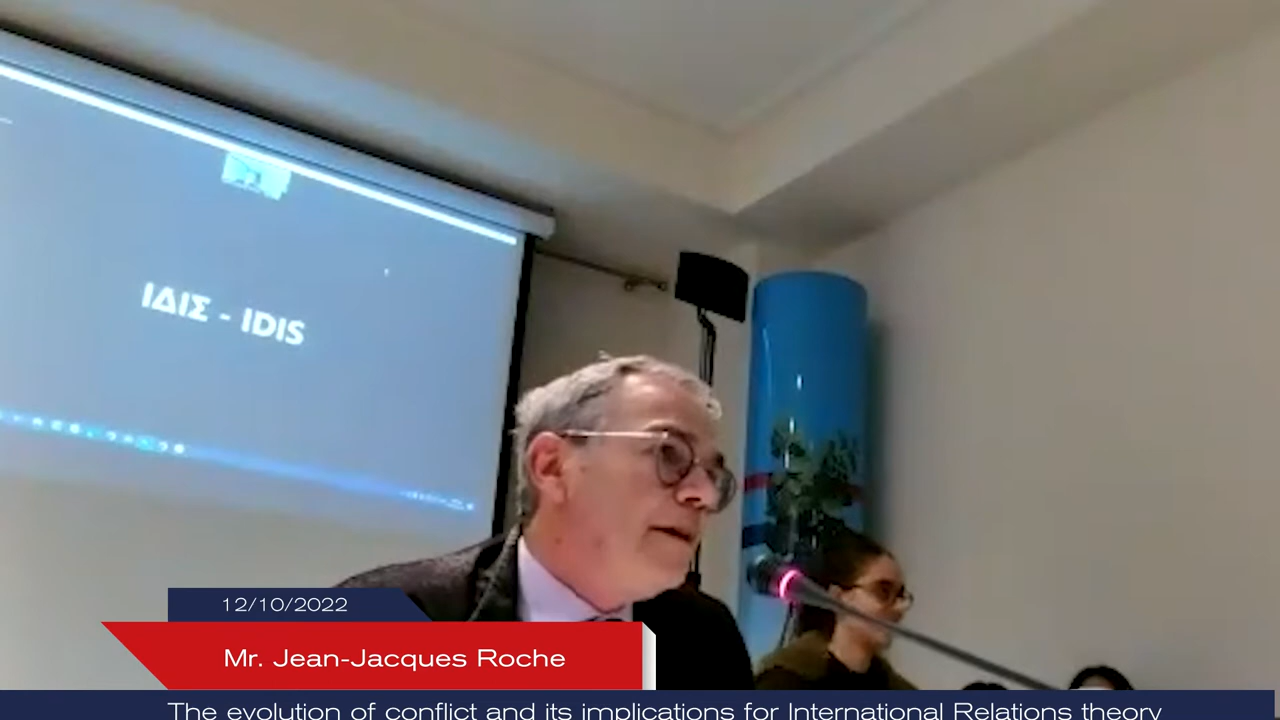 ΙΔΙΣ - IDIS
12/10/2022
Mr. Jean-Jacques Roche
The evolution of conflict and its implications for International Relations theory